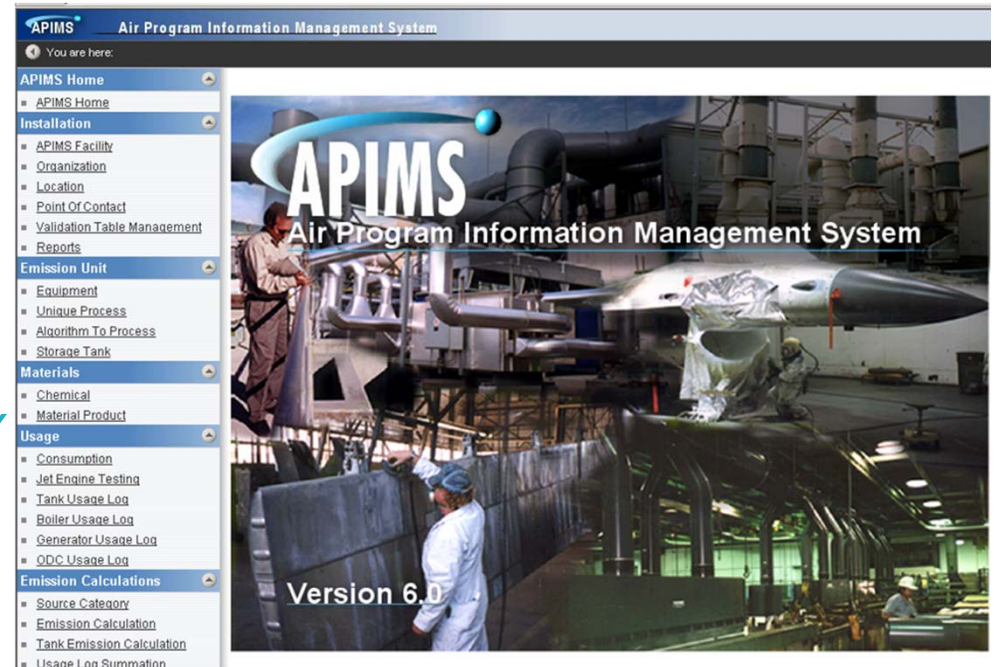 APIMS Air Program Information Management System
You are here:
APIMS Home
APIMS Home
Installation
APIMS Facility
Organization
Location
Point Of Contact
Validation Table Management
Reports
Emission Unit
Equipment
Unique Process
Algorithm To Process
Storage Tank
Materials
Chemical
Material Product
Usage
Consumption
Jet Engine Testing
Tank Usage Log
Boiler Usage Log
Generator Usage Log
ODC Usage Log
Emission Calculations
Source Category
Emission Calculation
Tank Emission Calculation
Usage Log Summation
APIMS
Air Program Information Management System
Version 6.0